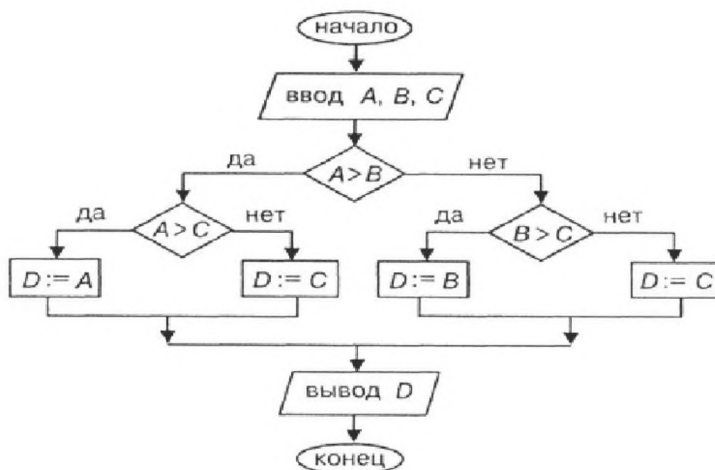 начало
ввод A, B, C
да
A>B
нет
да
A>C
нет
да
B>C
нет
D:=A
D:=C
D:=B
D:=C
вывод D
конец